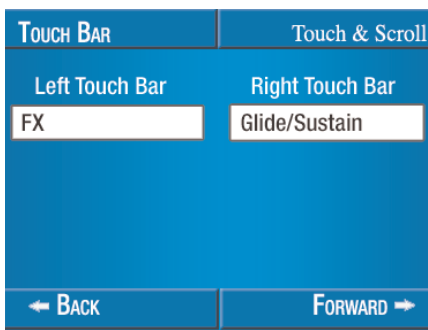 Touch Bar
Touch & Scroll
Left Touch Bar
Right Touch Bar
FX
Glide/Sustain
← Back
Forward →